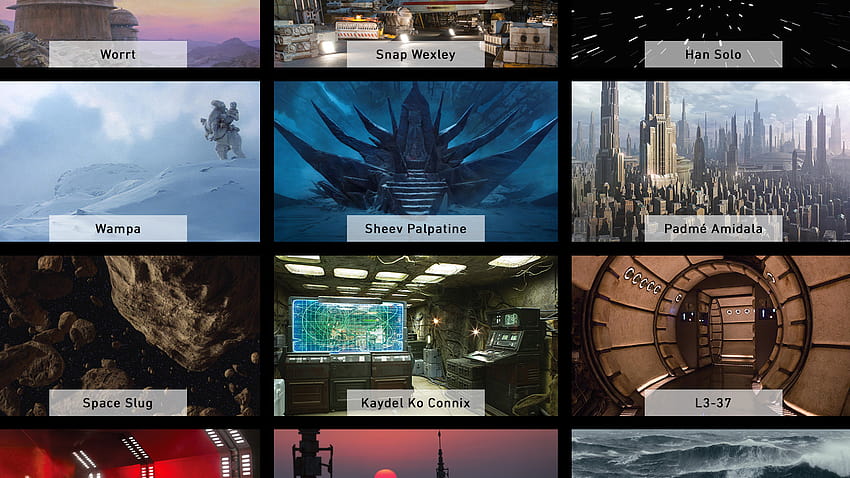 Worrt
Snap Wexley
Han Solo
Wampa
Sheev Palpatine
Padmé Amidala
Space Slug
Kaydel Ko Connix
L3-37